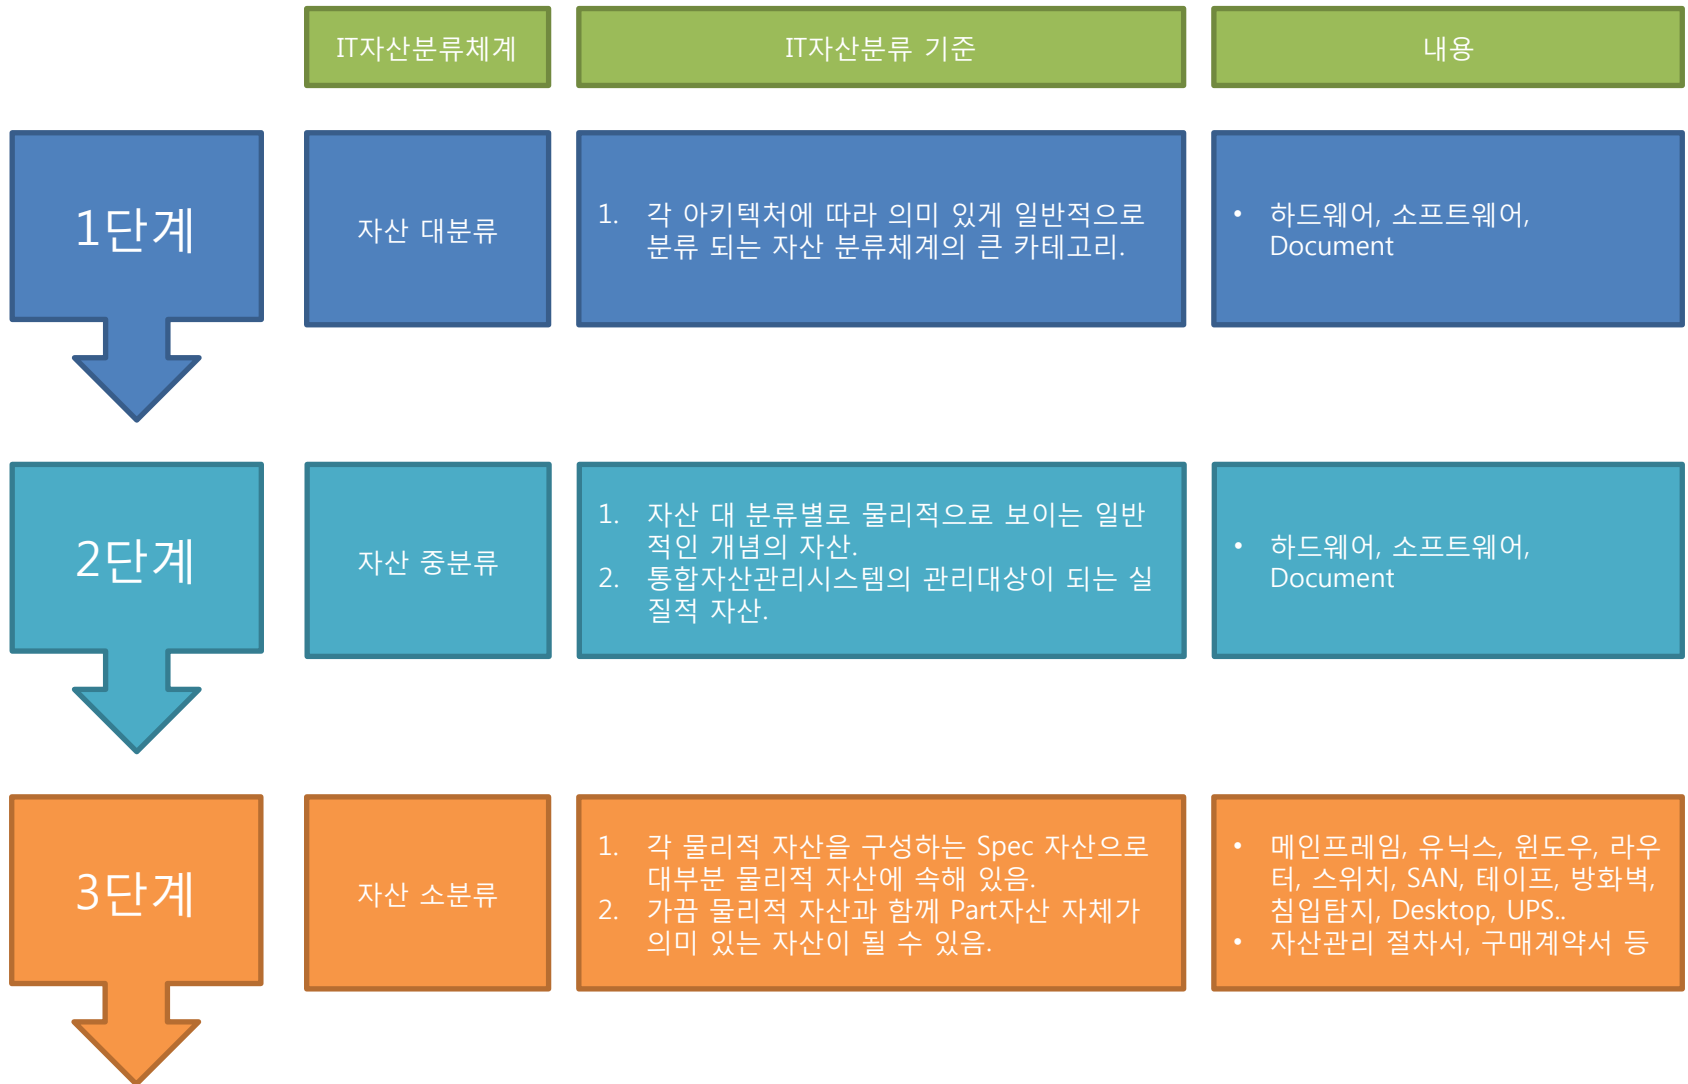 IT자산분류체계
IT자산분류 기준
내용
1단계
자산 대분류
1. 각 아키텍처에 따라 의미 있게 일반적으로
분류 되는 자산 분류체계의 큰 카테고리.
• 하드웨어, 소프트웨어,
Document
2단계
자산 중분류
1. 자산 대 분류별로 물리적으로 보이는 일반
적인 개념의 자산.
2. 통합자산관리시스템의 관리대상이 되는 실
질적 자산.
• 하드웨어, 소프트웨어,
Document
3단계
자산 소분류
1. 각 물리적 자산을 구성하는 Spec 자산으로
대부분 물리적 자산에 속해 있음.
2. 가끔 물리적 자산과 함께 Part자산 자체가
의미 있는 자산이 될 수 있음.
• 메인프레임, 유닉스, 윈도우, 라우
터, 스위치, SAN, 테이프, 방화벽,
침입탐지, Desktop, UPS..
• 자산관리 절차서, 구매계약서 등